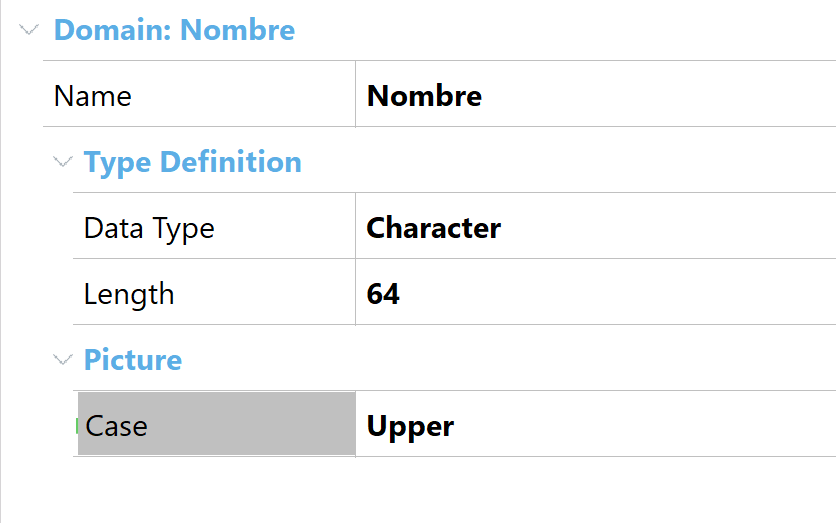 Domain: Nombre
Name Nombre
Type Definition
Data Type Character
Length 64
Picture
Case Upper